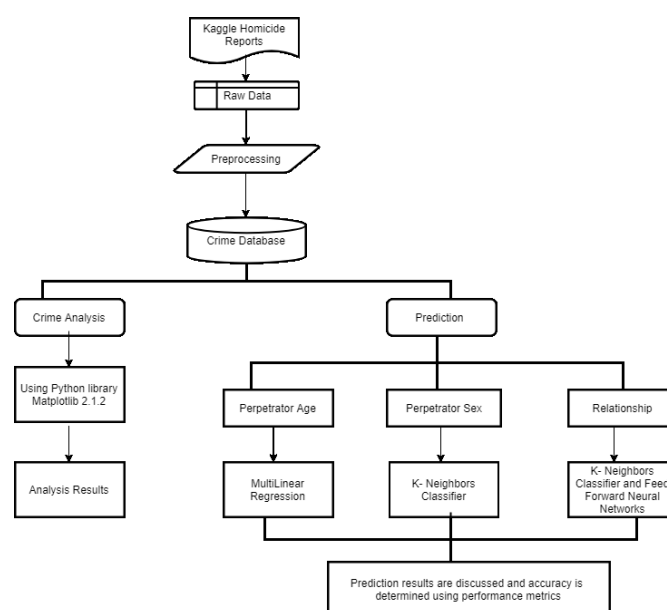 Kaggle Homicide
Reports
Raw Data
Preprocessing
Crime Database
Crime Analysis
Prediction
Using Python library
Matplotlib 2.1.2
Perpetrator Age
Perpetrator Sex
Relationship
Analysis Results
MultiLinear
Regression
K- Neighbors
Classifier
K- Neighbors
Classifier and Feed
Forward Neural
Networks
Prediction results are discussed and accuracy is
determined using performance metrics